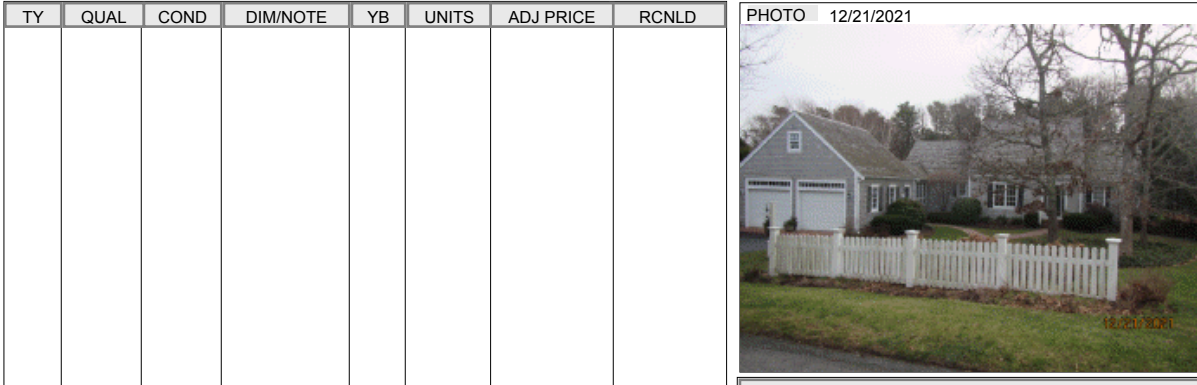 TY QUAL COND DIM/NOTE YB UNITS ADJ PRICE RCNLD
PHOTO 12/21/2021